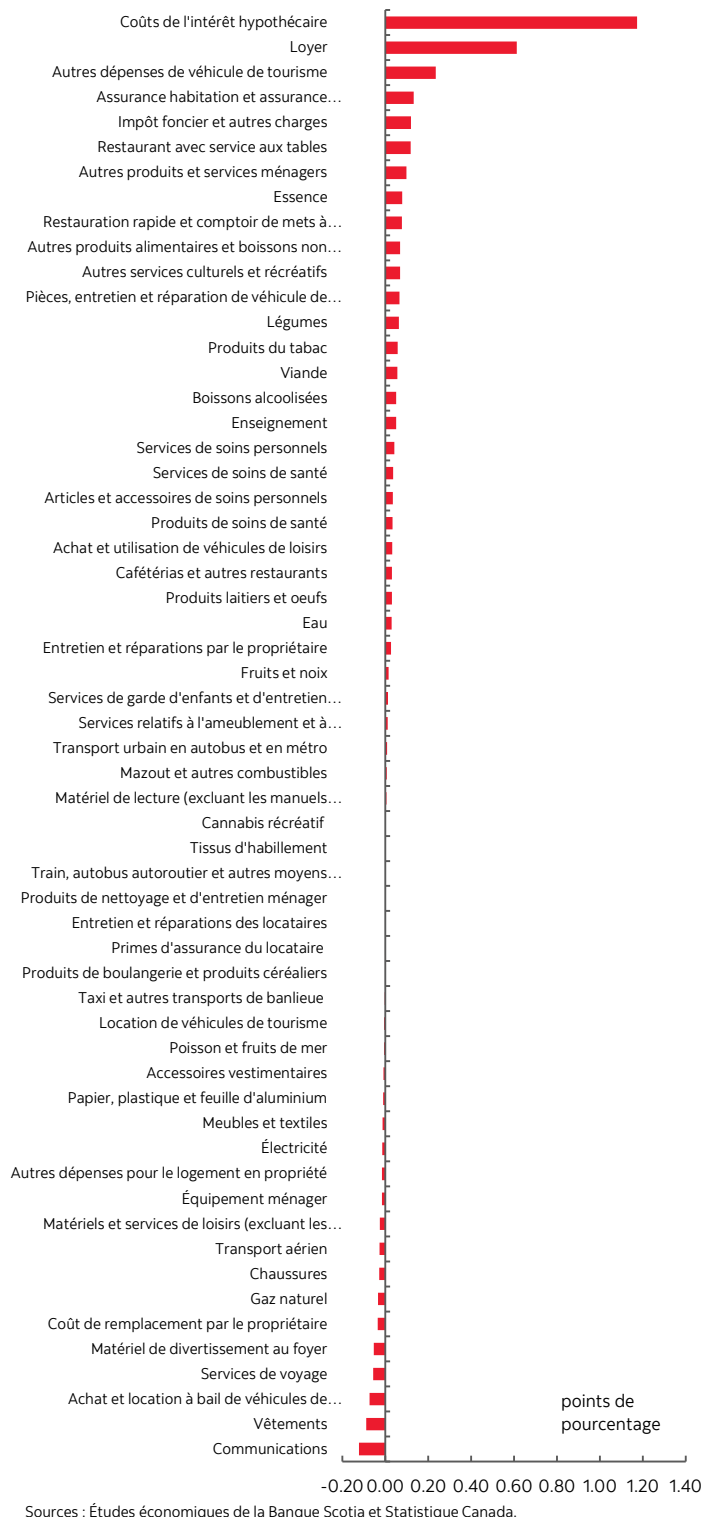 Coûts de l'intérêt hypothécaire
Loyer
Autres dépenses de véhicule de tourisme
Assurance habitation et assurance…
Impôt foncier et autres charges
Restaurant avec service aux tables
Autres produits et services ménagers
Essence
Restauration rapide et comptoir de mets à…
Autres produits alimentaires et boissons non…
Autres services culturels et récréatifs
Pièces, entretien et réparation de véhicule de…
Légumes
Produits du tabac
Viande
Boissons alcoolisées
Enseignement
Services de soins personnels
Services de soins de santé
Articles et accessoires de soins personnels
Produits de soins de santé
Achat et utilisation de véhicules de loisirs
Cafétérias et autres restaurants
Produits laitiers et oeufs
Eau
Entretien et réparations par le propriétaire
Fruits et noix
Services de garde d'enfants et d'entretien…
Services relatifs à l'ameublement et à…
Transport urbain en autobus et en métro
Mazout et autres combustibles
Matériel de lecture (excluant les manuels…
Cannabis récréatif
Tissus d'habillement
Train, autobus autoroutier et autres moyens…
Produits de nettoyage et d'entretien ménager
Entretien et réparations des locataires
Primes d'assurance du locataire
Produits de boulangerie et produits céréaliers
Taxi et autres transports de banlieue
Location de véhicules de tourisme
Poisson et fruits de mer
Accessoires vestimentaires
Papier, plastique et feuille d'aluminium
Meubles et textiles
Électricité
Autres dépenses pour le logement en propriété
Équipement ménager
Matériels et services de loisirs (excluant les…
Transport aérien
Chaussures
Gaz naturel
Coût de remplacement par le propriétaire
Matériel de divertissement au foyer
Services de voyage
Achat et location à bail de véhicules de…
Vêtements
Communications
points de
pourcentage
-0.20 0.00 0.20 0.40 0.60 0.80 1.00 1.20 1.40
Sources : Études économiques de la Banque Scotia et Statistique Canada.